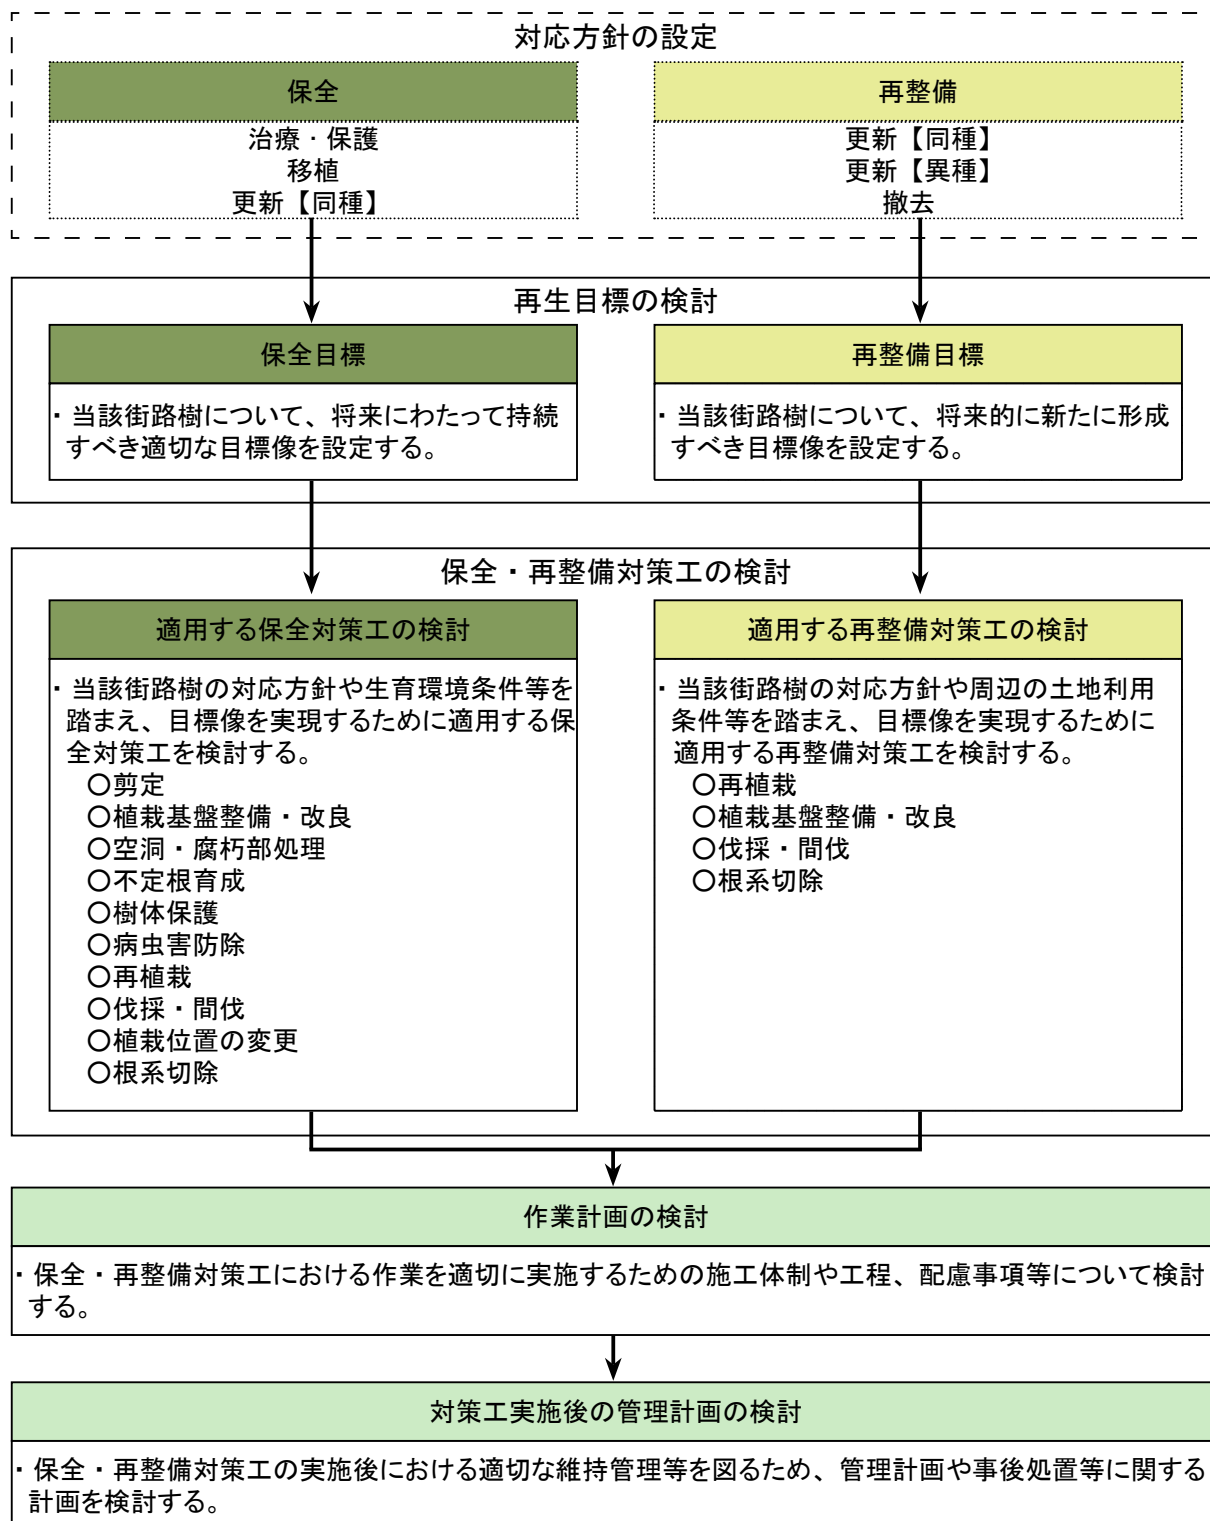 対応方針の設定
保全
治療・保護
移植
更新【同種】
再整備
更新【同種】
更新【異種】
撤去
再生目標の検討
保全目標
・当該街路樹について、将来にわたって持続
すべき適切な目標像を設定する。
再整備目標
・当該街路樹について、将来的に新たに形成
すべき目標像を設定する。
保全・再整備対策工の検討
適用する保全対策工の検討
・当該街路樹の対応方針や生育環境条件等を
踏まえ、目標像を実現するために適用する保
全対策工を検討する。
○剪定
○植栽基盤整備・改良
○空洞・腐朽部処理
○不定根育成
○樹体保護
○病虫害防除
○再植栽
○伐採・間伐
○植栽位置の変更
○根系切除
適用する再整備対策工の検討
・当該街路樹の対応方針や周辺の土地利用
条件等を踏まえ、目標像を実現するために
適用する再整備対策工を検討する。
○再植栽
○植栽基盤整備・改良
○伐採・間伐
○根系切除
作業計画の検討
・保全・再整備対策工における作業を適切に実施するための施工体制や工程、配慮事項等について検討
する。
対策工実施後の管理計画の検討
・保全・再整備対策工の実施後における適切な維持管理等を図るため、管理計画や事後処置等に関する
計画を検討する。